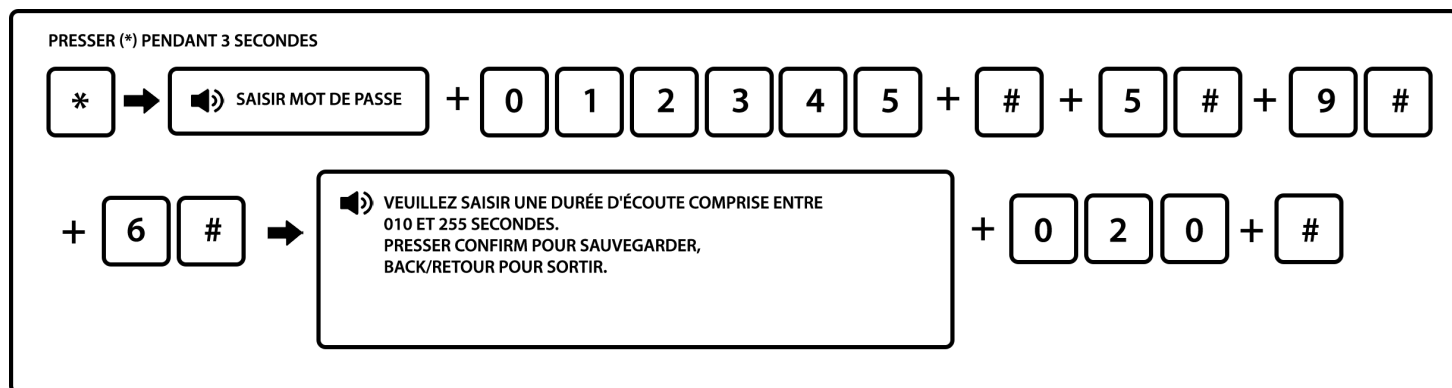 PRESSER (*) PENDANT 3 SECONDES
* SAISIR MOT DE PASSE + 0 1 2 3 4 5 + # + 5 # + 9 #
+ 6 # VEUILLEZ SAISIR UNE DURÉE D'ÉCOUTE COMPRISE ENTRE
010 ET 255 SECONDES.
PRESSER CONFIRM POUR SAUVEGARDER,
BACK/RETOUR POUR SORTIR.
+ 0 2 0 + #